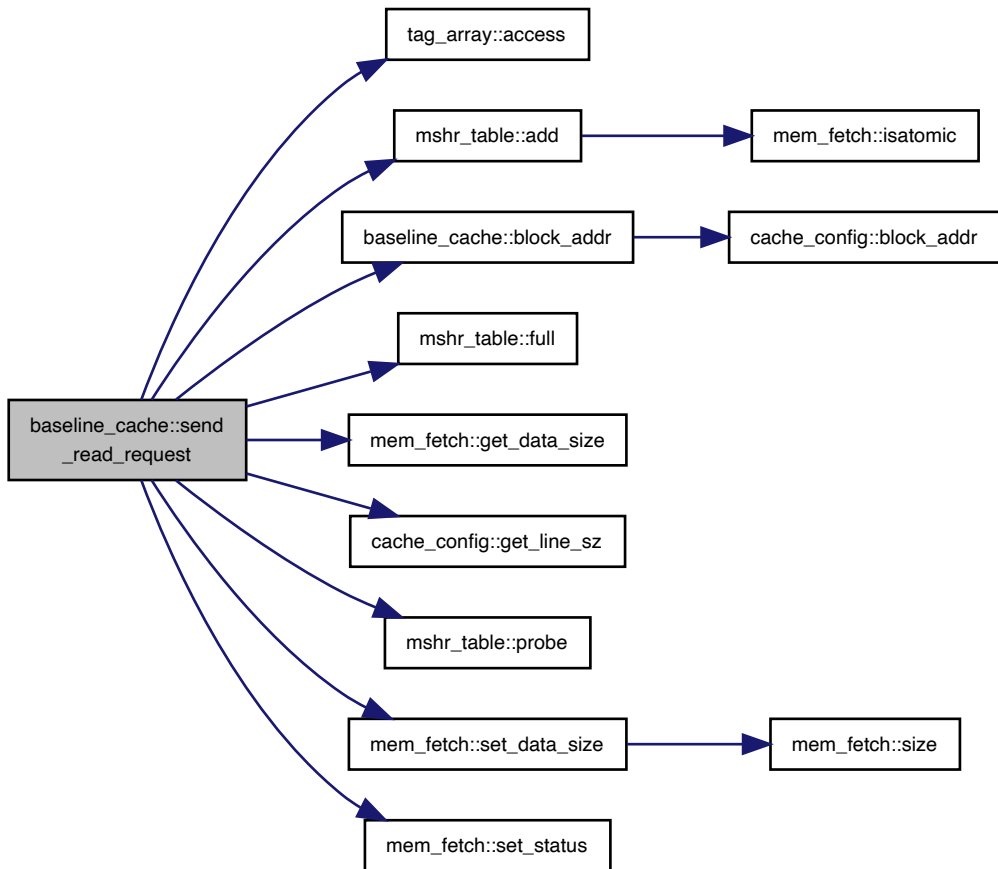 tag_array::access
mshr_table::add
mem_fetch::isatomic
baseline_cache::block_addr
cache_config::block_addr
mshr_table::full
baseline_cache::send
_read_request
mem_fetch::get_data_size
cache_config::get_line_sz
mshr_table::probe
mem_fetch::set_data_size
mem_fetch::size
mem_fetch::set_status